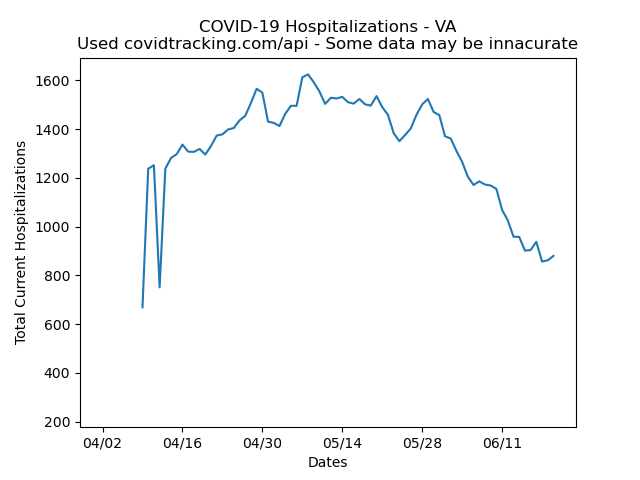 COVID-19 Hospitalizations - VA
Used covidtracking.com/api - Some data may be innacurate
Total Current Hospitalizations
1600
1400
1200
1000
800
600
400
200
04/02 04/16 04/30 05/14 05/28 06/11
Dates